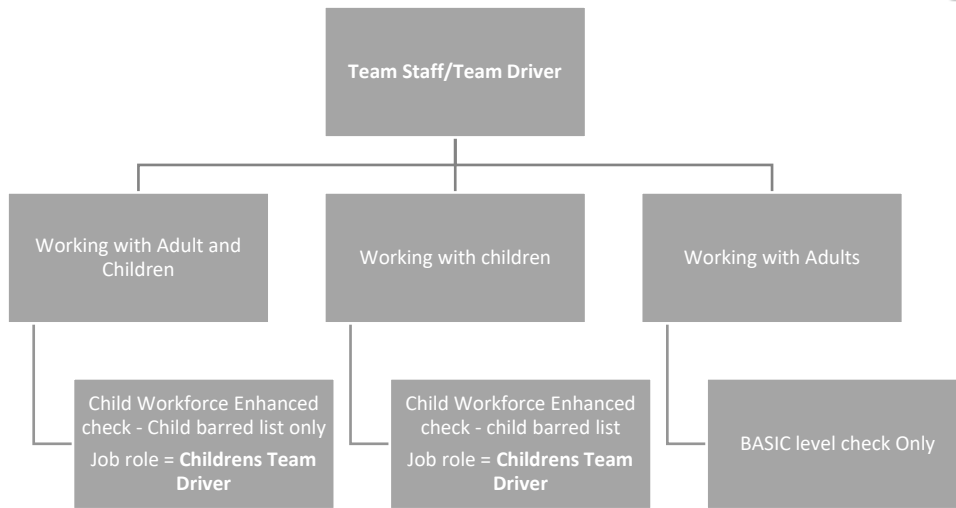 Team Staff/Team Driver
Working with Adult and
Children
Working with children
Working with Adults
Child Workforce Enhanced
check - Child barred list only
Job role = Childrens Team
Driver
Child Workforce Enhanced
check - child barred list
Job role = Childrens Team
Driver
BASIC level check Only